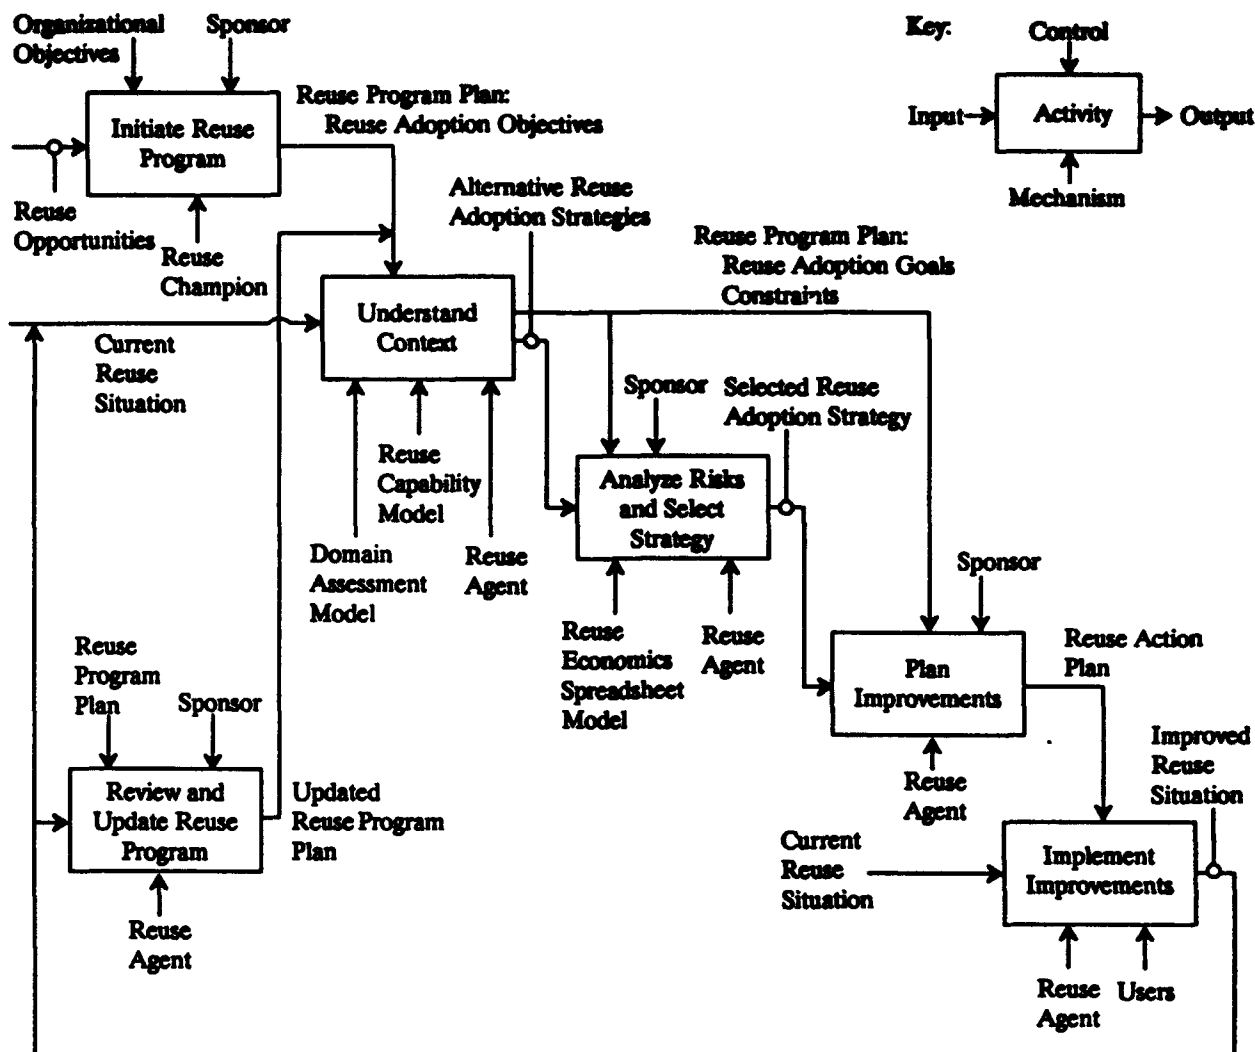 Organizational
Objectives
Sponsor
Key:
Control
Input
Activity
Output
Mechanism
Initiate Reuse
Program
Reuse Program Plan:
Reuse Adoption Objectives
Reuse
Opportunities
Reuse
Champion
Alternative Reuse
Adoption Strategies
Reuse Program Plan:
Reuse Adoption Goals
Constraints
Understand
Context
Current
Reuse
Situation
Sponsor
Selected Reuse
Adoption Strategy
Reuse
Capability
Model
Domain
Assessment
Model
Reuse
Agent
Analyze Risks
and Select
Strategy
Reuse
Economics
Spreadsheet
Model
Reuse
Agent
Sponsor
Plan
Improvements
Reuse Action
Plan
Reuse
Program
Plan
Sponsor
Review and
Update Reuse
Program
Updated
Reuse Program
Plan
Reuse
Agent
Reuse
Agent
Improved
Reuse
Situation
Current
Reuse
Situation
Implement
Improvements
Reuse
Agent
Users